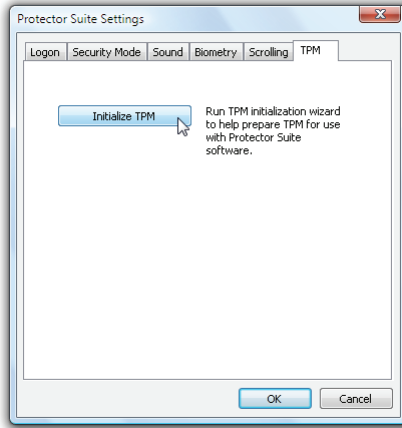 Protector Suite Settings
Logon Security Mode Sound Biometry Scrolling TPM
Initialize TPM
Run TPM initialization wizard
to help prepare TPM for use
with Protector Suite
software.
OK Cancel